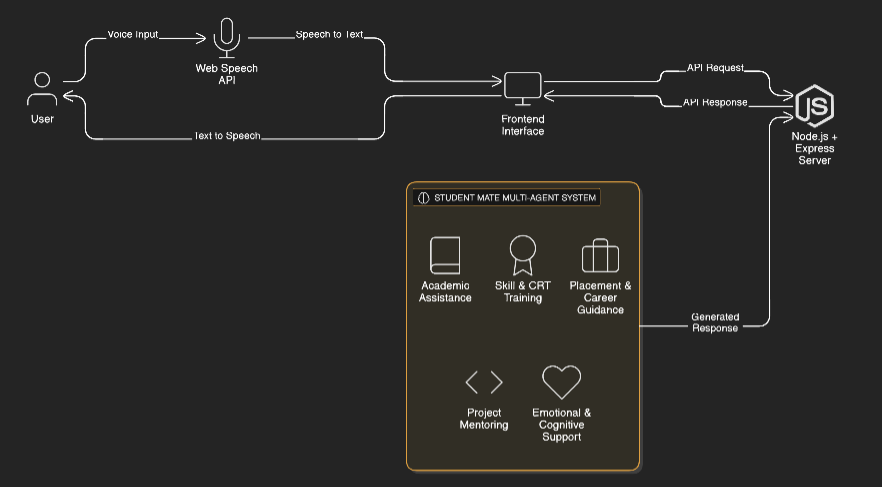 Voice Input
Speech to Text
Web Speech
API
User
Text to Speech
Frontend
Interface
API Request
API Response
JS
Node.js +
Express
Server
STUDENT MATE MULTI-AGENT SYSTEM
Academic
Assistance
Skill & CRT
Training
Placement &
Career
Guidance
Generated
Response
Project
Mentoring
Emotional &
Cognitive
Support